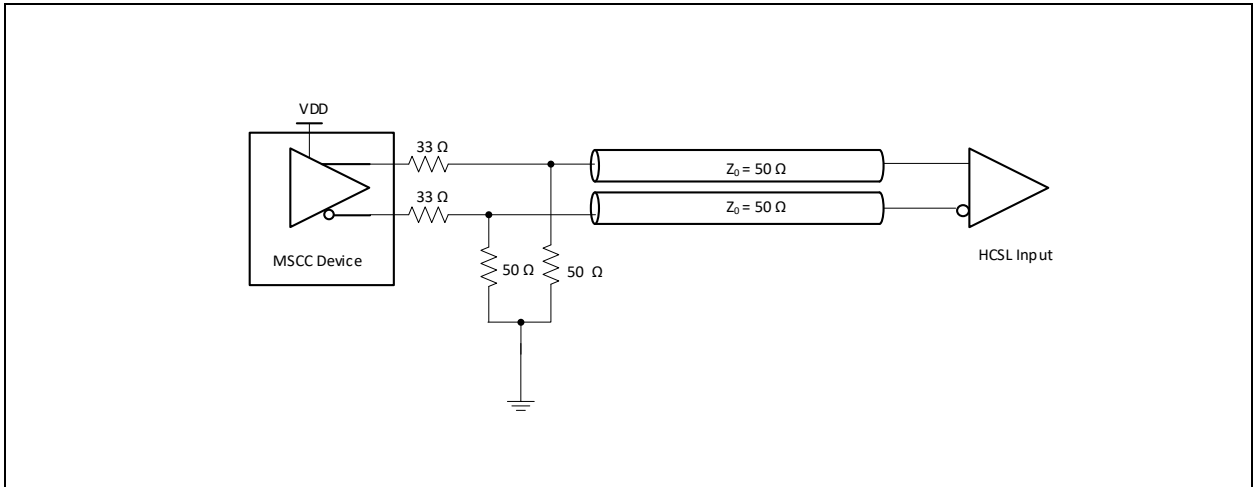 VDD
33 Ω
33 Ω
Z₀ = 50 Ω
Z₀ = 50 Ω
MSCC Device
50 Ω
50 Ω
HCSL Input